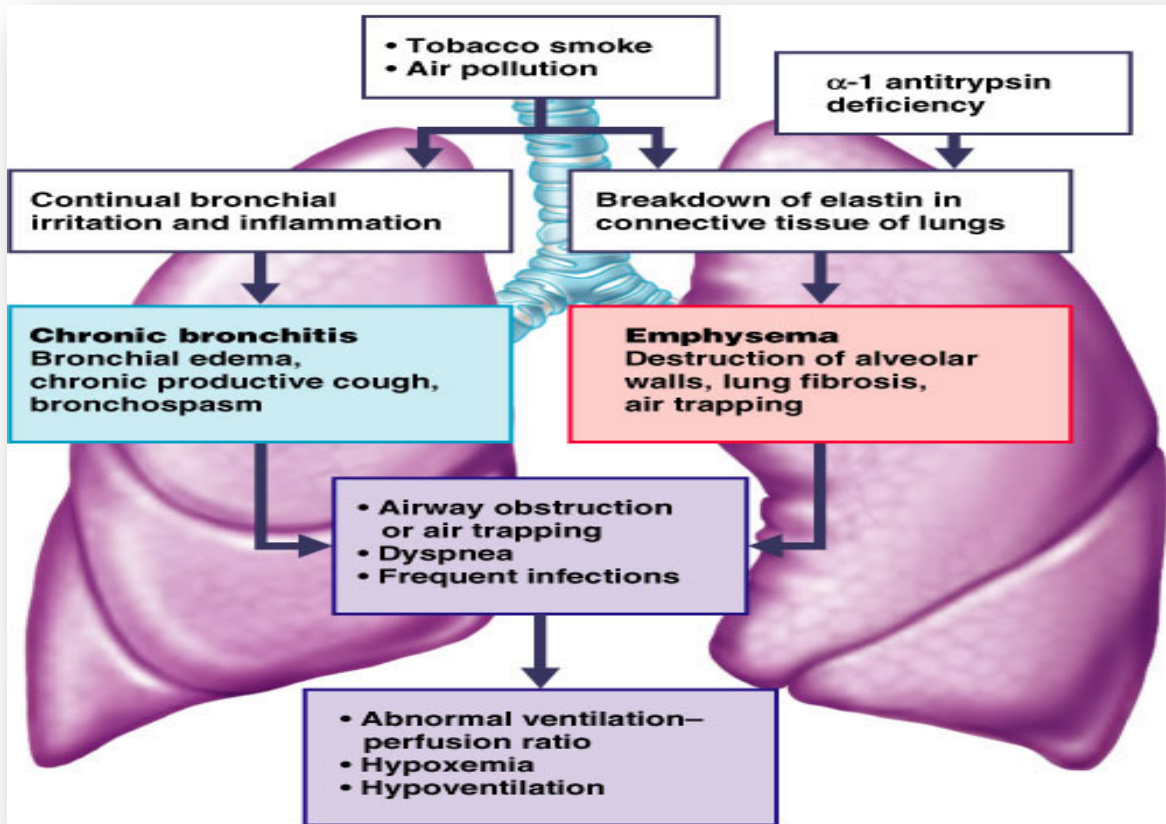 • Tobacco smoke
• Air pollution
α-1 antitrypsin
deficiency
Continual bronchial
irritation and inflammation
Breakdown of elastin in
connective tissue of lungs
Chronic bronchitis
Bronchial edema,
chronic productive cough,
bronchospasm
Emphysema
Destruction of alveolar
walls, lung fibrosis,
air trapping
• Airway obstruction
or air trapping
• Dyspnea
• Frequent infections
• Abnormal ventilation–
perfusion ratio
• Hypoxemia
• Hypoventilation